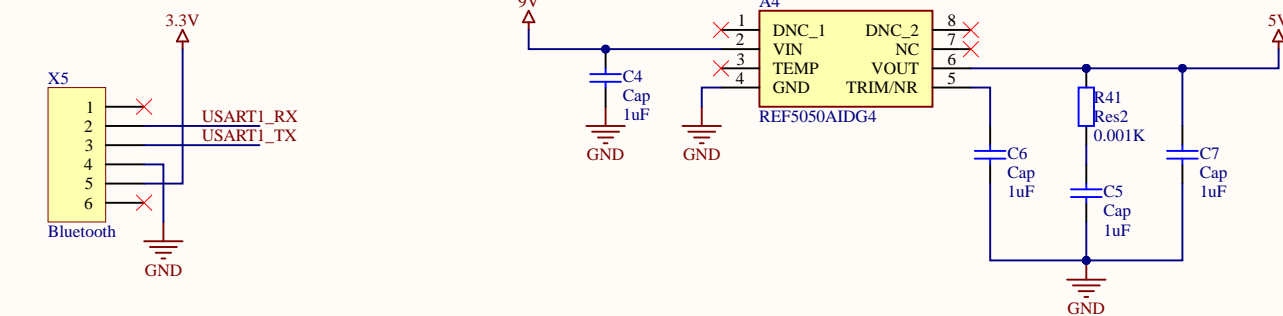 3.3V
X5
1
2
3
4
5
6
USART1_RX
USART1_TX
Bluetooth
GND
9V
C4
Cap
1uF
GND
GND
A4
1
2
3
4
DNC_1
VIN
TEMP
GND
DNC_2
NC
VOUT
TRIM/NR
8
7
6
5
REF5050AIDG4
5V
R41
Res2
0.001K
C6
Cap
1uF
C5
Cap
1uF
C7
Cap
1uF
GND